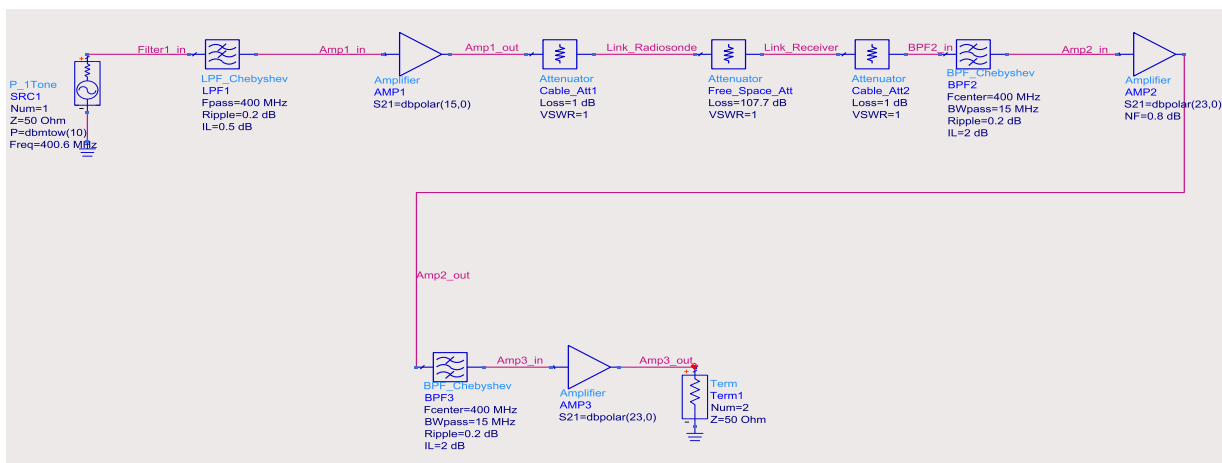 Filter1_in
Amp1_in
Amp1_out
Link_Radiosonde
Link_Receiver
BPF2_in
Amp2_in
+
-
P_1Tone
SRC1
Num=1
Z=50 Ohm
P=dbmtow(10)
Freq=400.6 MHz
LPF_Chebyshev
LPF1
Fpass=400 MHz
Ripple=0.2 dB
IL=0.5 dB
Amplifier
AMP1
S21=dbpolar(15,0)
Attenuator
Cable_Att1
Loss=1 dB
VSWR=1
Attenuator
Free_Space_Att
Loss=107.7 dB
VSWR=1
Attenuator
Cable_Att2
Loss=1 dB
VSWR=1
BPF_Chebyshev
BPF2
Fcenter=400 MHz
BWpass=15 MHz
Ripple=0.2 dB
IL=2 dB
Amplifier
AMP2
S21=dbpolar(23,0)
NF=0.8 dB
Amp2_out
Amp3_in
Amp3_out
BPF_Chebyshev
BPF3
Fcenter=400 MHz
BWpass=15 MHz
Ripple=0.2 dB
IL=2 dB
Amplifier
AMP3
S21=dbpolar(23,0)
+
-
Term
Term1
Num=2
Z=50 Ohm